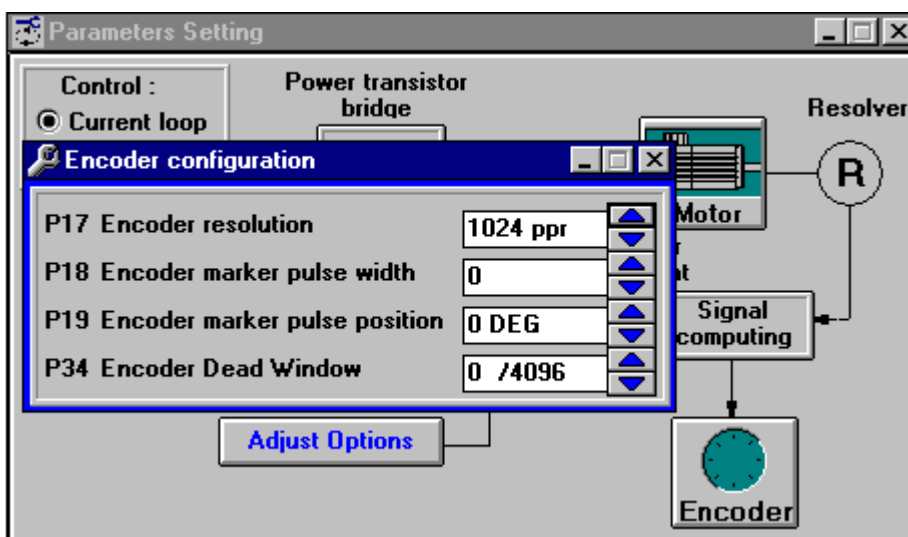 Parameters Setting
Control :
Current loop
Power transistor
bridge
Resolver
R
Motor
Encoder configuration
P17 Encoder resolution
1024 ppr
P18 Encoder marker pulse width
0
P19 Encoder marker pulse position
0 DEG
P34 Encoder Dead Window
0 /4096
Signal
computing
Adjust Options
Encoder